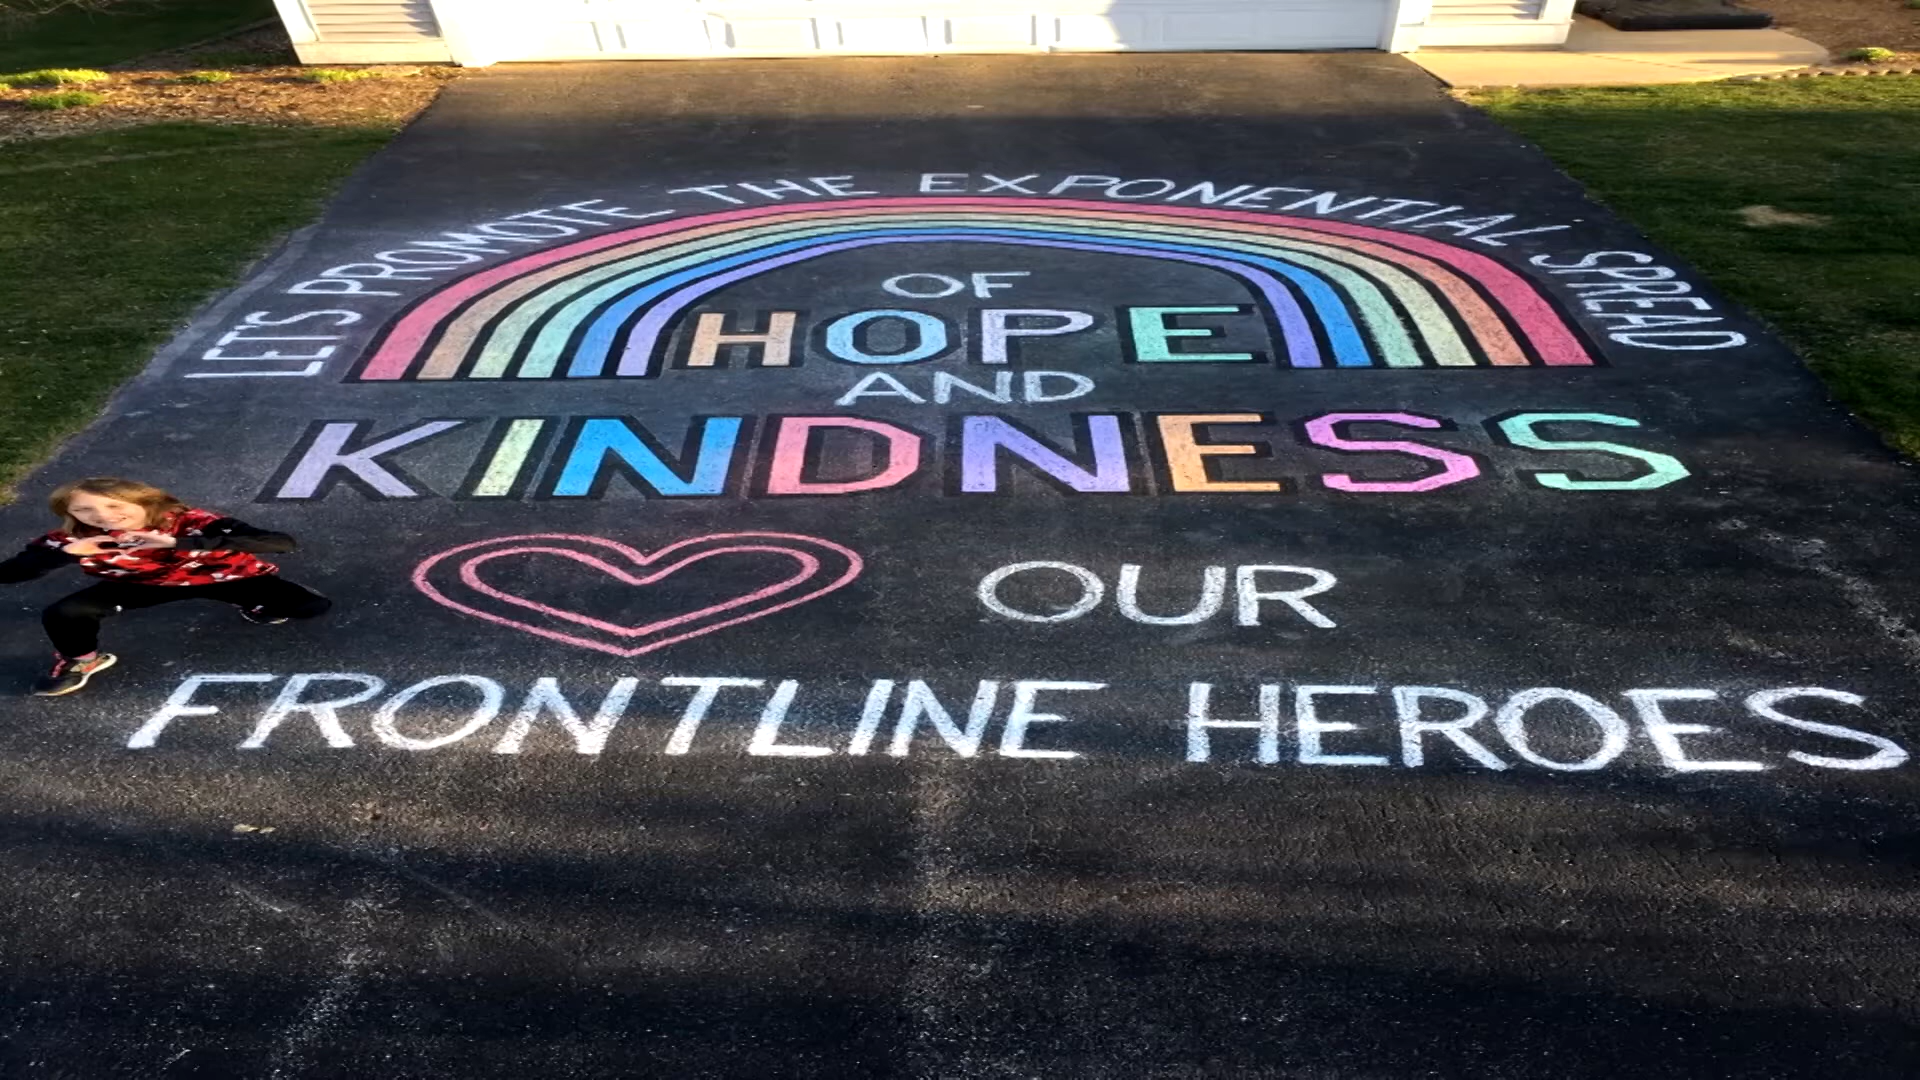 LET'S PROMOTE THE EXPONENTIAL SPREAD
OF
HOPE
AND
KINDNESS
OUR
FRONTLINE HEROES